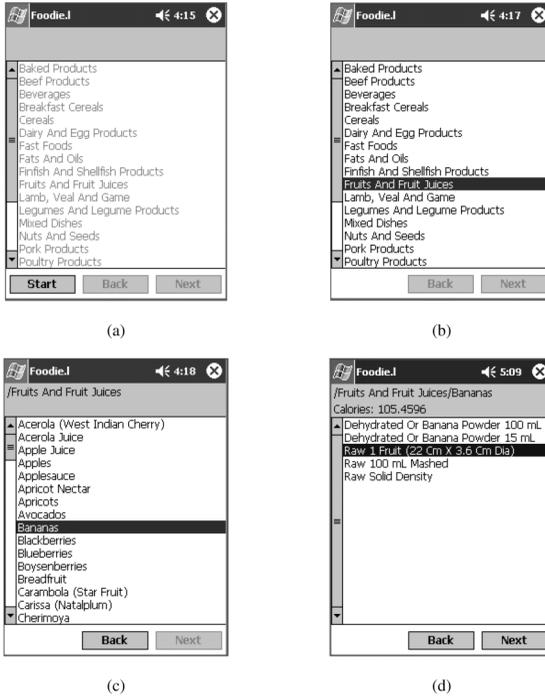 Foodie.l 4:15
Baked Products
Beef Products
Beverages
Breakfast Cereals
Cereals
Dairy And Egg Products
Fast Foods
Fats And Oils
Finfish And Shellfish Products
Fruits And Fruit Juices
Lamb, Veal And Game
Legumes And Legume Products
Mixed Dishes
Nuts And Seeds
Pork Products
Poultry Products
Start Back Next
(a)
Foodie.l 4:17
Baked Products
Beef Products
Beverages
Breakfast Cereals
Cereals
Dairy And Egg Products
Fast Foods
Fats And Oils
Finfish And Shellfish Products
Fruits And Fruit Juices
Lamb, Veal And Game
Legumes And Legume Products
Mixed Dishes
Nuts And Seeds
Pork Products
Poultry Products
Back Next
(b)
Foodie.l 4:18
/Fruits And Fruit Juices
Acerola (West Indian Cherry)
Acerola Juice
Apple Juice
Apples
Applesauce
Apricot Nectar
Apricots
Avocados
Bananas
Blackberries
Blueberries
Boysenberries
Breadfruit
Carambola (Star Fruit)
Carissa (Natalplum)
Cherimoya
Back Next
(c)
Foodie.l 5:09
/Fruits And Fruit Juices/Bananas
Calories: 105.4596
Dehydrated Or Banana Powder 100 mL
Dehydrated Or Banana Powder 15 mL
Raw 1 Fruit (22 Cm X 3.6 Cm Dia)
Raw 100 mL Mashed
Raw Solid Density
Back Next
(d)